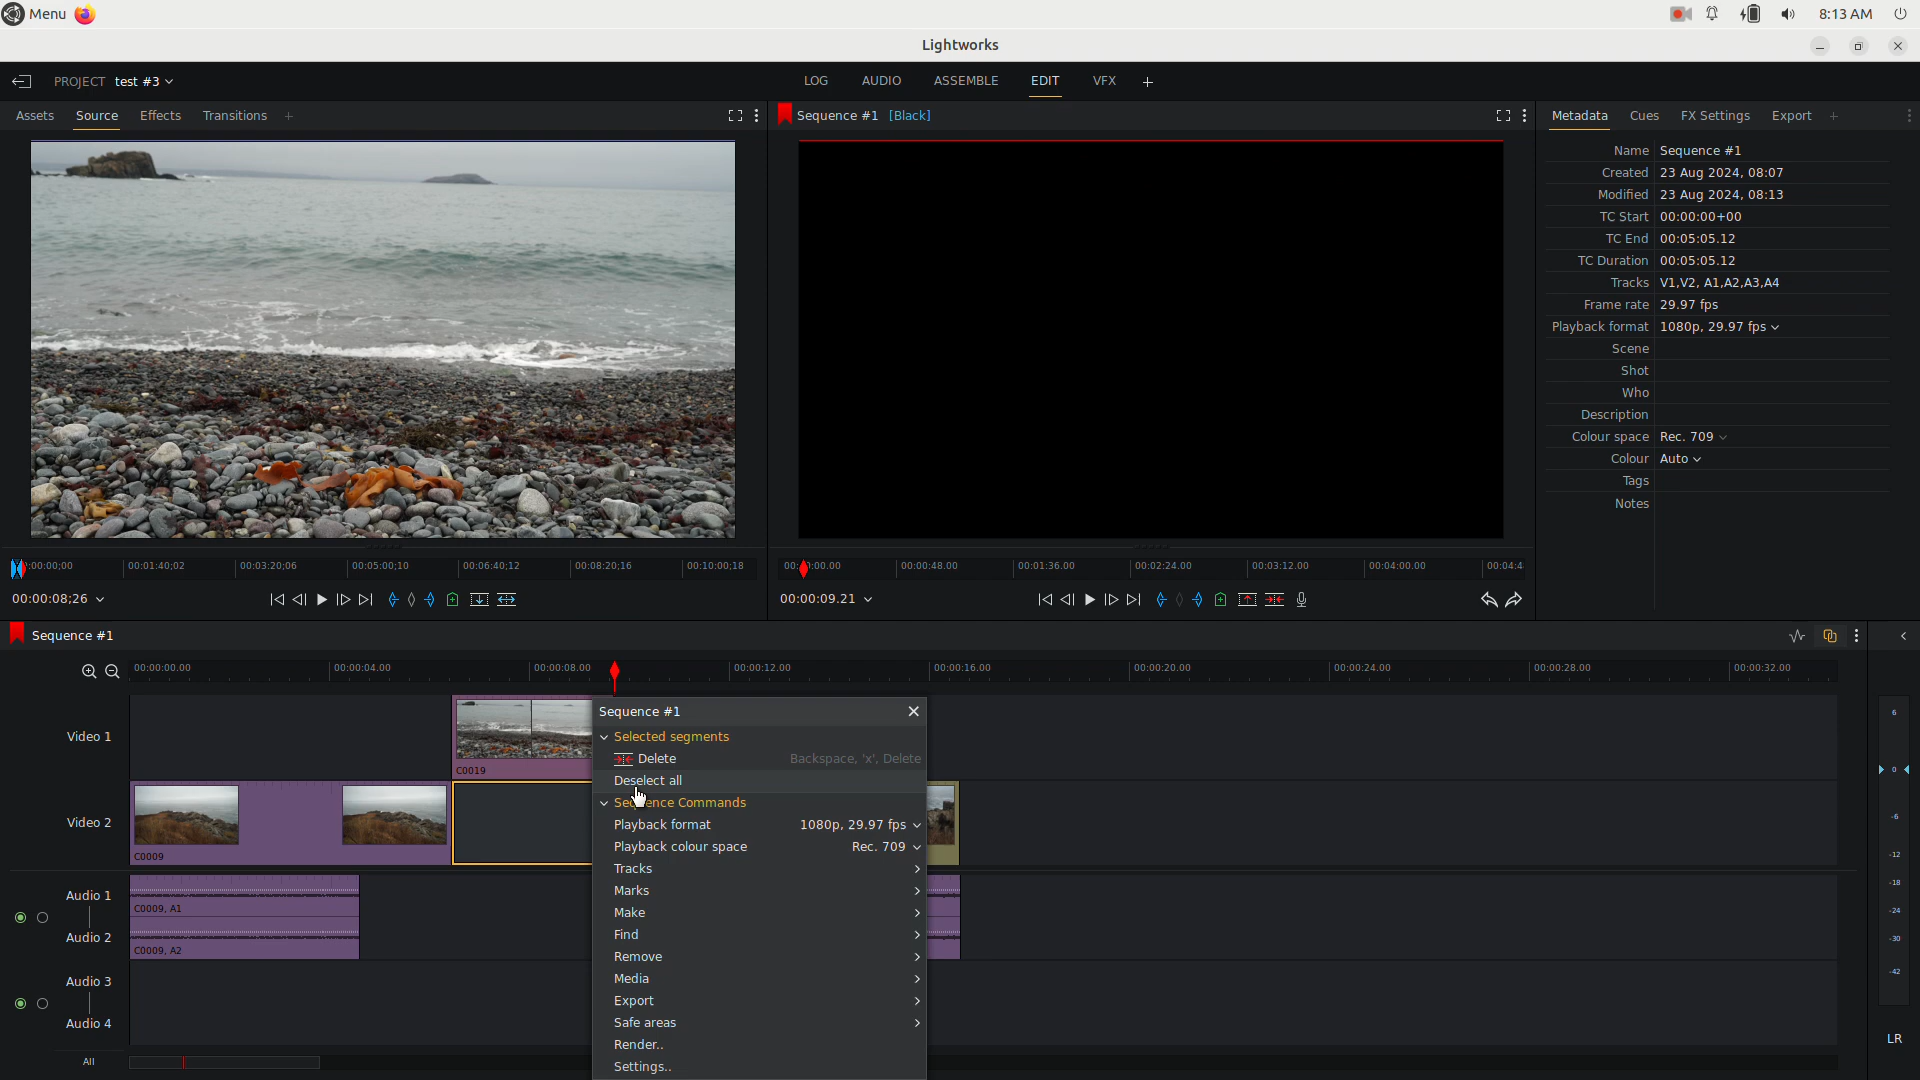 Menu
8:13 AM
Lightworks
PROJECT test #3
LOG AUDIO ASSEMBLE EDIT VFX +
Assets Source Effects Transitions +
Sequence #1 [Black]
Metadata Cues FX Settings Export +
Name Sequence #1
Created 23 Aug 2024, 08:07
Modified 23 Aug 2024, 08:13
TC Start 00:00:00+00
TC End 00:05:05.12
TC Duration 00:05:05.12
Tracks V1,V2, A1,A2,A3,A4
Frame rate 29.97 fps
Playback format 1080p, 29.97 fps
Scene
Shot
Who
Description
Colour space Rec. 709
Colour Auto
Tags
Notes
00:01:40;02 00:03:20;06 00:05:00;10 00:06:40;12 00:08:20;16 00:10:00;18
00:00:48.00 00:01:36.00 00:02:24.00 00:03:12.00 00:04:00.00 00:04:4
00:00:08;26
00:00:09.21
Sequence #1
00:00:00.00 00:00:04.00 00:00:08.00 00:00:12.00 00:00:16.00 00:00:20.00 00:00:24.00 00:00:28.00 00:00:32.00
Video 1
C0019
Video 2
C0009
Audio 1
C0009, A1
Audio 2
C0009, A2
Audio 3
Audio 4
All
Sequence #1
Selected segments
Delete Backspace, 'x', Delete
Deselect all
Sequence Commands
Playback format 1080p, 29.97 fps
Playback colour space Rec. 709
Tracks
Marks
Make
Find
Remove
Media
Export
Safe areas
Render..
Settings..
6
0
-6
-12
-18
-24
-30
-42
LR